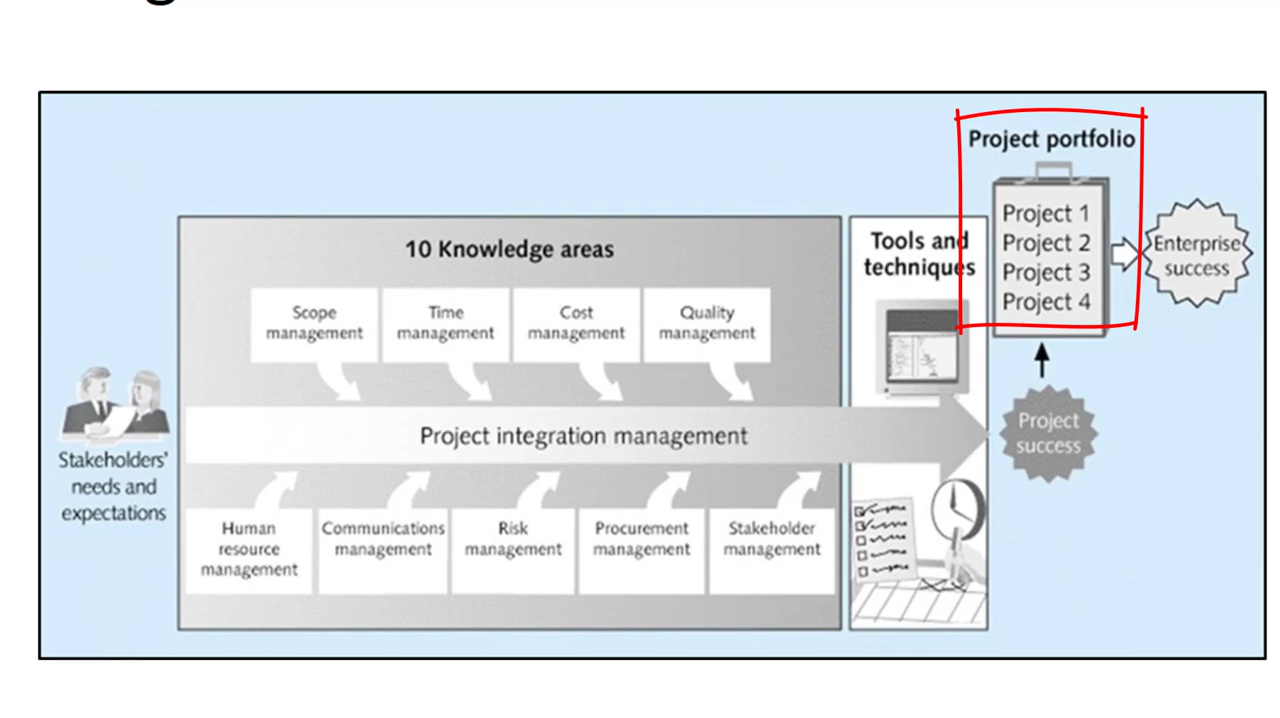 Project portfolio
Project 1
Project 2
Project 3
Project 4
Enterprise
success
10 Knowledge areas
Tools and
techniques
Scope
management
Time
management
Cost
management
Quality
management
Stakeholders'
needs and
expectations
Project integration management
Project
success
Human
resource
management
Communications
management
Risk
management
Procurement
management
Stakeholder
management